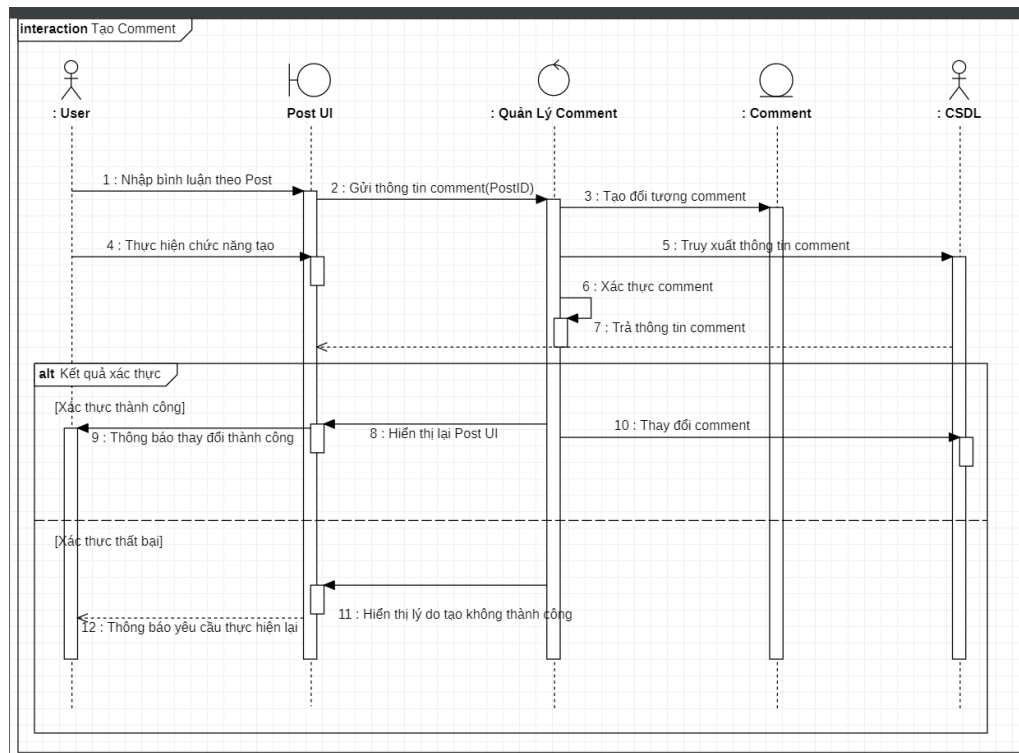 interaction Tạo Comment
: User
Post UI
: Quản Lý Comment
: Comment
: CSDL
1 : Nhập bình luận theo Post
2 : Gửi thông tin comment(PostID)
3 : Tạo đối tượng comment
4 : Thực hiện chức năng tạo
5 : Truy xuất thông tin comment
6 : Xác thực comment
7 : Trả thông tin comment
alt Kết quả xác thực
[Xác thực thành công]
8 : Hiển thị lại Post UI
9 : Thông báo thay đổi thành công
10 : Thay đổi comment
[Xác thực thất bại]
11 : Hiển thị lý do tạo không thành công
12 : Thông báo yêu cầu thực hiện lại